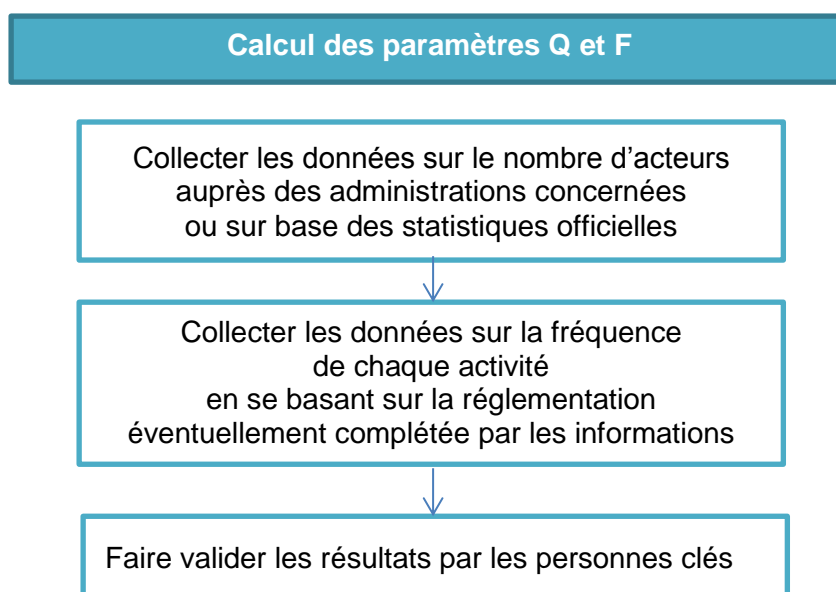 Calcul des paramètres Q et F
Collecter les données sur le nombre d’acteurs
auprès des administrations concernées
ou sur base des statistiques officielles
Collecter les données sur la fréquence
de chaque activité
en se basant sur la réglementation
éventuellement complétée par les informations
Faire valider les résultats par les personnes clés